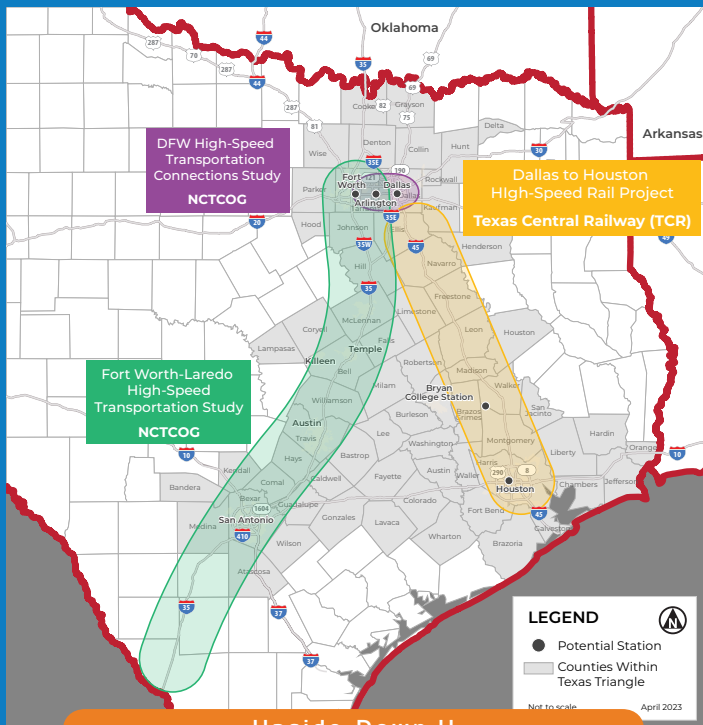 Oklahoma
Arkansas
DFW High-Speed
Transportation
Connections Study
NCTCOG
Dallas to Houston
HIgh-Speed Rail Project
Texas Central Railway (TCR)
Fort Worth-Laredo
High-Speed
Transportation Study
NCTCOG
44
287
70
287
44
35
69
69
82
75
287
81
30
Cooke
Grayson
Delta
Denton
Collin
Hunt
Wise
35E
190
Rockwall
Parker
Fort
Worth
121
Dallas
Arlington
Kaufman
20
35E
Hood
Johnson
Ellis
35W
45
Henderson
Navarro
Hill
35
Freestone
Limestone
McLennan
Leon
Houston
Coryell
Falls
Lampasas
Temple
Killeen
Bell
Robertson
Madison
Walker
Milam
Bryan
College Station
Williamson
Brazos
Grimes
San
Jacinto
Burleson
Austin
Travis
Lee
Washington
Montgomery
Hardin
Liberty
Orange
10
10
Hays
Bastrop
Kendall
Harris
290
8
Bandera
Comal
Caldwell
Fayette
Austin
Waller
Houston
Chambers
Jefferson
Bexar
1604
Guadalupe
Colorado
Fort Bend
45
San Antonio
Medina
Gonzales
Lavaca
Galveston
410
Wilson
Wharton
Brazoria
Atascosa
35
37
37
LEGEND
N
Potential Station
Counties Within
Texas Triangle
Not to scale
April 2023